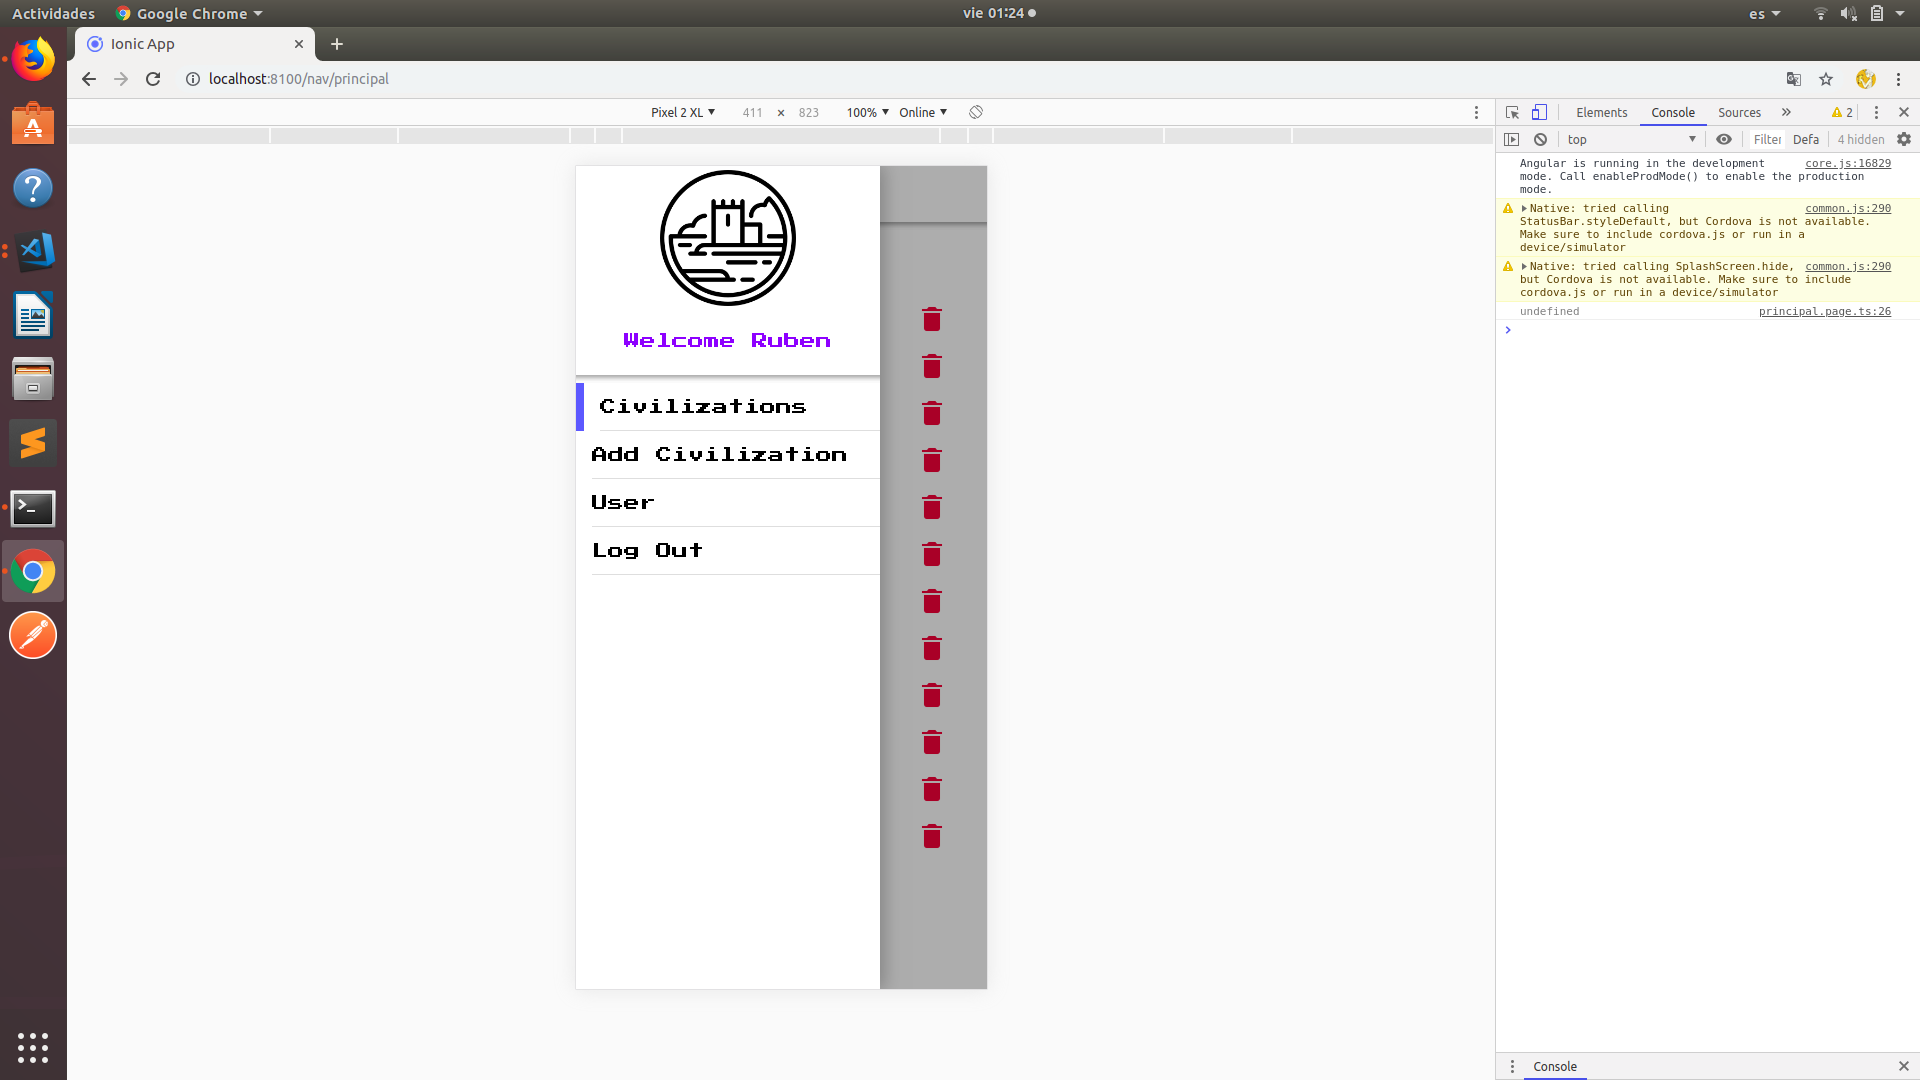 Actividades Google Chrome vie 01:24 es
Ionic App
localhost:8100/nav/principal
Pixel 2 XL 411 × 823 100% Online
Elements Console Sources » 2
top Filter Defa 4 hidden
Welcome Ruben
Civilizations
Add Civilization
User
Log Out
Angular is running in the development core.js:16829
mode. Call enableProdMode() to enable the production
mode.
Native: tried calling common.js:290
StatusBar.styleDefault, but Cordova is not available.
Make sure to include cordova.js or run in a
device/simulator
Native: tried calling SplashScreen.hide, common.js:290
but Cordova is not available. Make sure to include
cordova.js or run in a device/simulator
undefined principal.page.ts:26
Console